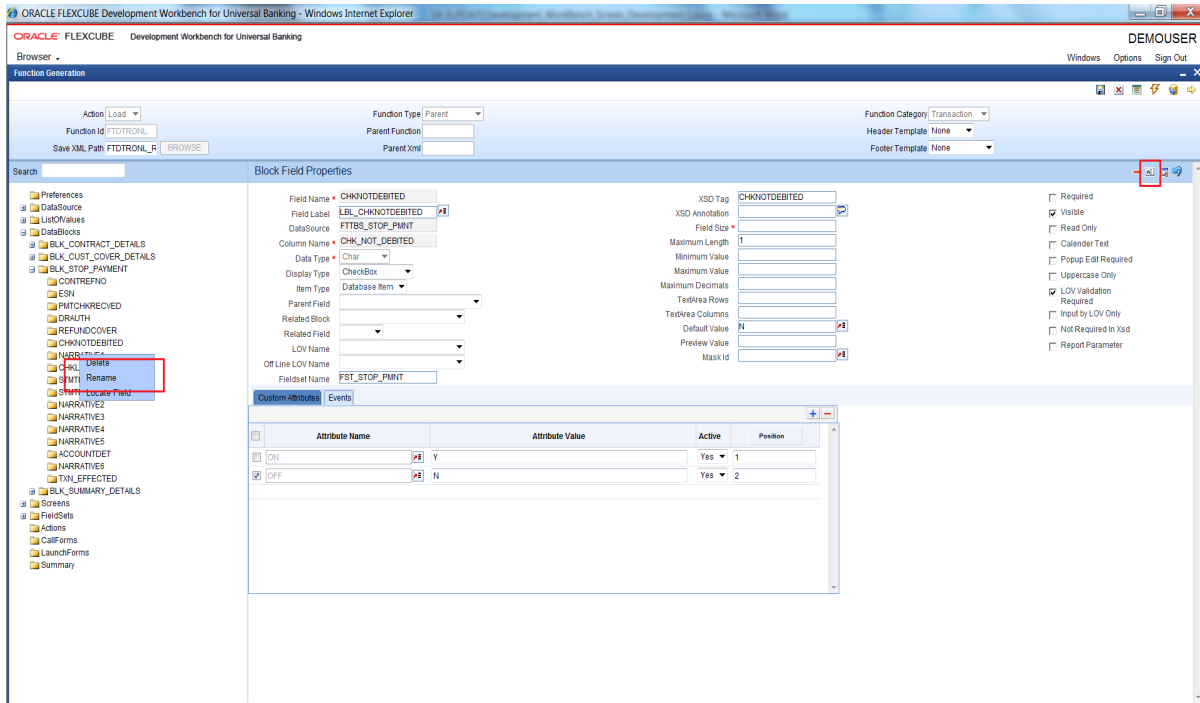 ORACLE FLEXCUBE Development Workbench for Universal Banking - Windows Internet Explorer
ORACLE FLEXCUBE Development Workbench for Universal Banking
DEMOUSER
Browser
Windows Options Sign Out
Function Generation
Action Load
Function Type Parent
Function Category Transaction
Function Id FTDTRONL
Parent Function
Header Template None
Save XML Path FTDTRONL_R BROWSE
Parent Xml
Footer Template None
Search
Block Field Properties
Preferences
DataSource
ListOfValues
DataBlocks
BLK_CONTRACT_DETAILS
BLK_CUST_COVER_DETAILS
BLK_STOP_PAYMENT
CONTREFNO
ESN
PMTCHKRECVED
DRAUTH
REFUNDCOVER
CHKNOTDEBITED
Delete
Rename
Locate Field
NARRATIVE2
NARRATIVE3
NARRATIVE4
NARRATIVE5
ACCOUNTDET
NARRATIVE6
TXN_EFFECTED
BLK_SUMMARY_DETAILS
Screens
FieldSets
Actions
CallForms
LaunchForms
Summary
Field Name * CHKNOTDEBITED
Field Label LBL_CHKNOTDEBITED
DataSource FTTBS_STOP_PMNT
Column Name * CHK_NOT_DEBITED
Data Type * Char
Display Type CheckBox
Item Type Database Item
Parent Field
Related Block
Related Field
LOV Name
Off Line LOV Name
Fieldset Name FST_STOP_PMNT
XSD Tag CHKNOTDEBITED
XSD Annotation
Field Size *
Maximum Length 1
Minimum Value
Maximum Value
Maximum Decimals
TextArea Rows
TextArea Columns
Default Value N
Preview Value
Mask Id
Required
Visible
Read Only
Calender Text
Popup Edit Required
Uppercase Only
LOV Validation
Required
Input by LOV Only
Not Required In Xsd
Report Parameter
Custom Attributes Events
Attribute Name Attribute Value Active Position
ON Y Yes 1
OFF N Yes 2